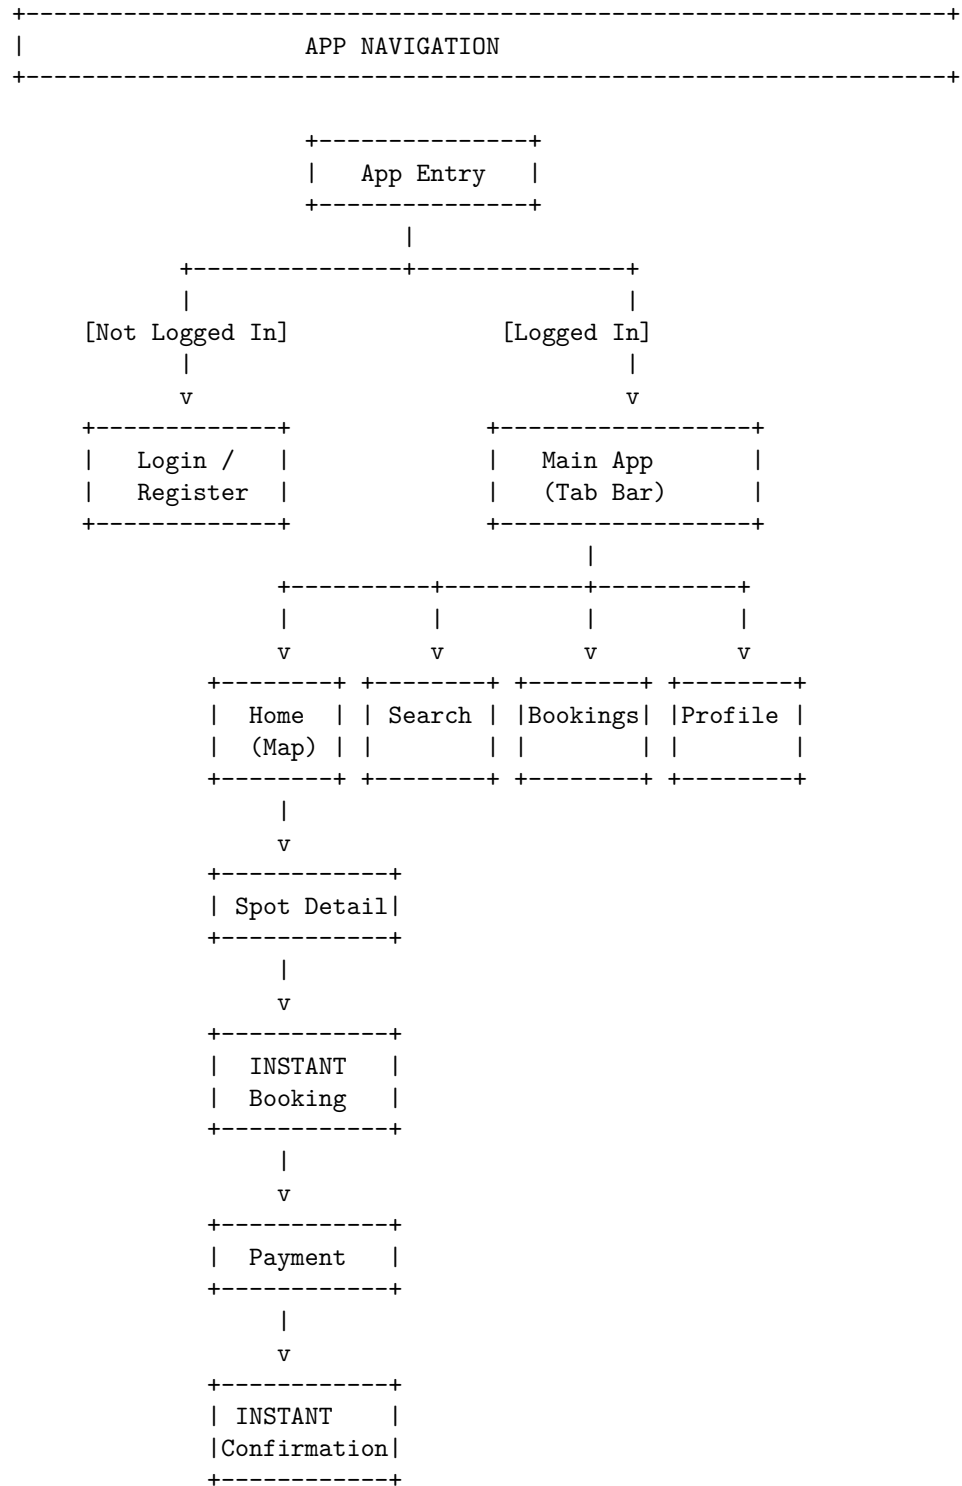 APP NAVIGATION
App Entry
[Not Logged In] [Logged In]
Login / Main App
Register (Tab Bar)
Home Search Bookings Profile
(Map)
Spot Detail
INSTANT
Booking
Payment
INSTANT
Confirmation